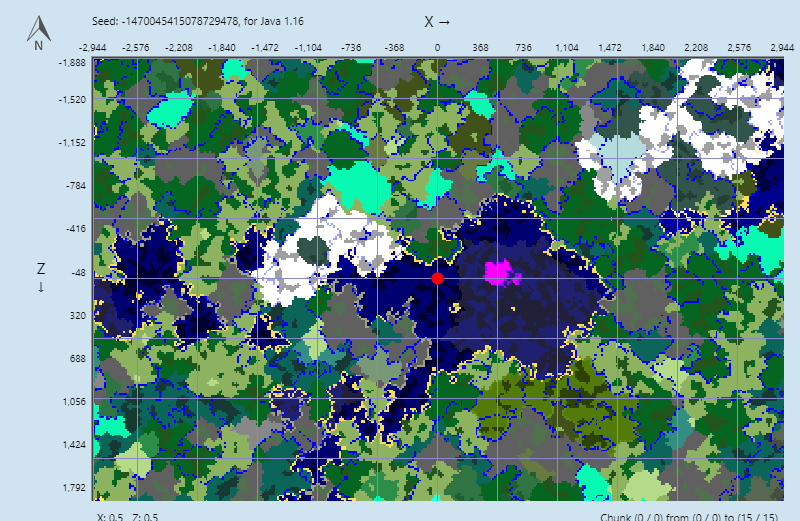 Seed: -1470045415078729478, for Java 1.16
X →
N
-2,944 -2,576 -2,208 -1,840 -1,472 -1,104 -736 -368 0 368 736 1,104 1,472 1,840 2,208 2,576 2,944
-1.888
-1,520
-1,152
-784
-416
Z
-48
↓
320
688
1,056
1,424
1,792
X: 0.5 Z: 0.5 Chunk (0 / 0) from (0 / 0) to (15 / 15)